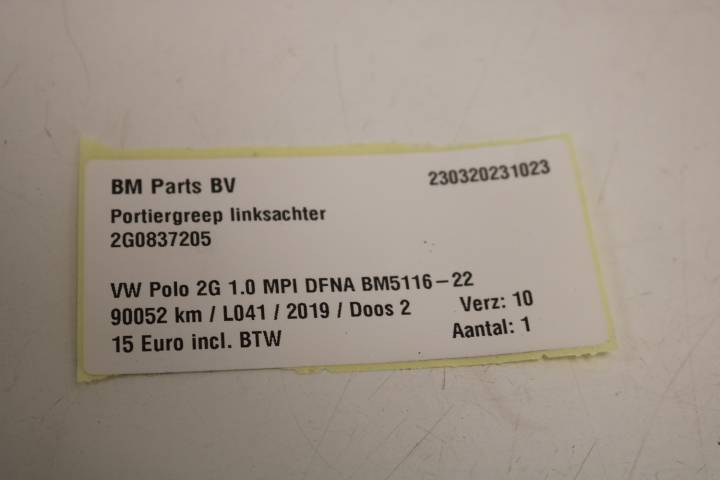 BM Parts BV 230320231023
Portiergreep linksachter
2G0837205
VW Polo 2G 1.0 MPI DFNA BM5116-22
90052 km / L041 / 2019 / Doos 2 Verz: 10
15 Euro incl. BTW Aantal: 1